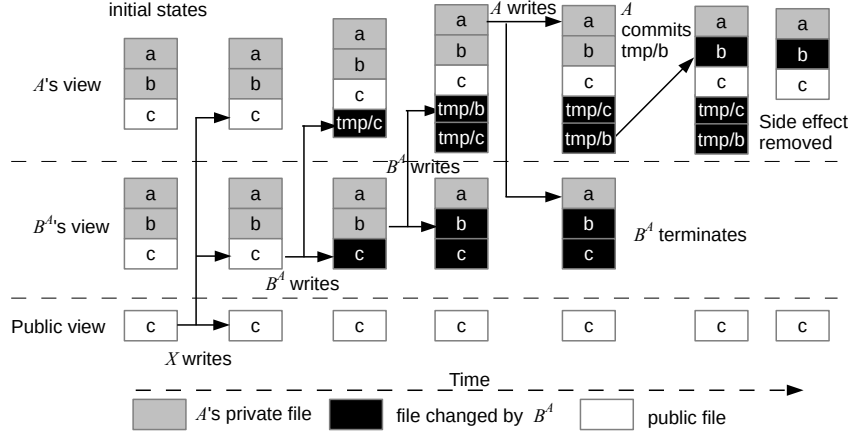 initial states
A's view
a
b
c
a
b
c
a
b
c
tmp/c
a
b
c
tmp/b
tmp/c
A writes
a
b
c
tmp/c
tmp/b
A
commits
tmp/b
a
b
c
tmp/c
tmp/b
a
b
c
Side effect
removed
B^A writes
B^A's view
a
b
c
a
b
c
B^A writes
a
b
c
a
b
c
a
b
c
B^A terminates
Public view
c
c
c
c
c
c
c
X writes
Time
A's private file
file changed by B^A
public file